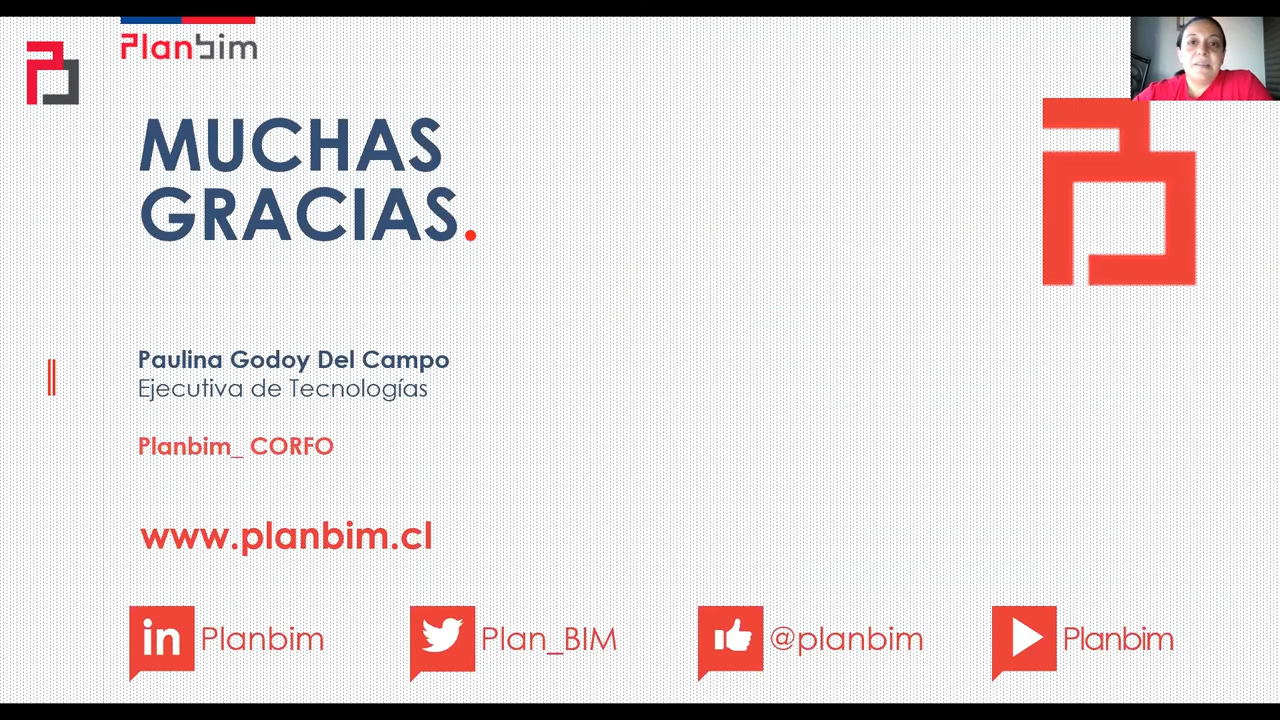 Planbim
MUCHAS
GRACIAS.
Paulina Godoy Del Campo
Ejecutiva de Tecnologías
Planbim_ CORFO
www.planbim.cl
in Planbim
Plan_BIM
@planbim
Planbim